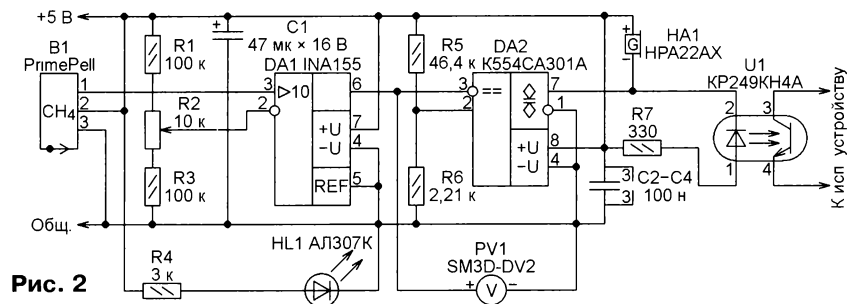 +5 В
B1
PrimePell
CH4
1
2
3
R1
100 к
R2
10 к
R3
100 к
Общ.
C1
+
47 мк × 16 В
DA1 INA155
3
2
▷10
+U
−U
REF
6
7
4
5
R4
3 к
HL1 АЛ307К
R5
46,4 к
R6
2,21 к
DA2
К554СА301А
3
2
==
+U
−U
7
1
8
4
PV1
SM3D-DV2
+
V
−
HA1
HPA22AX
+
G
−
R7
330
C2–C4
100 н
3
3
U1
КР249КН4А
2
3
1
4
К исп устройству
Рис. 2